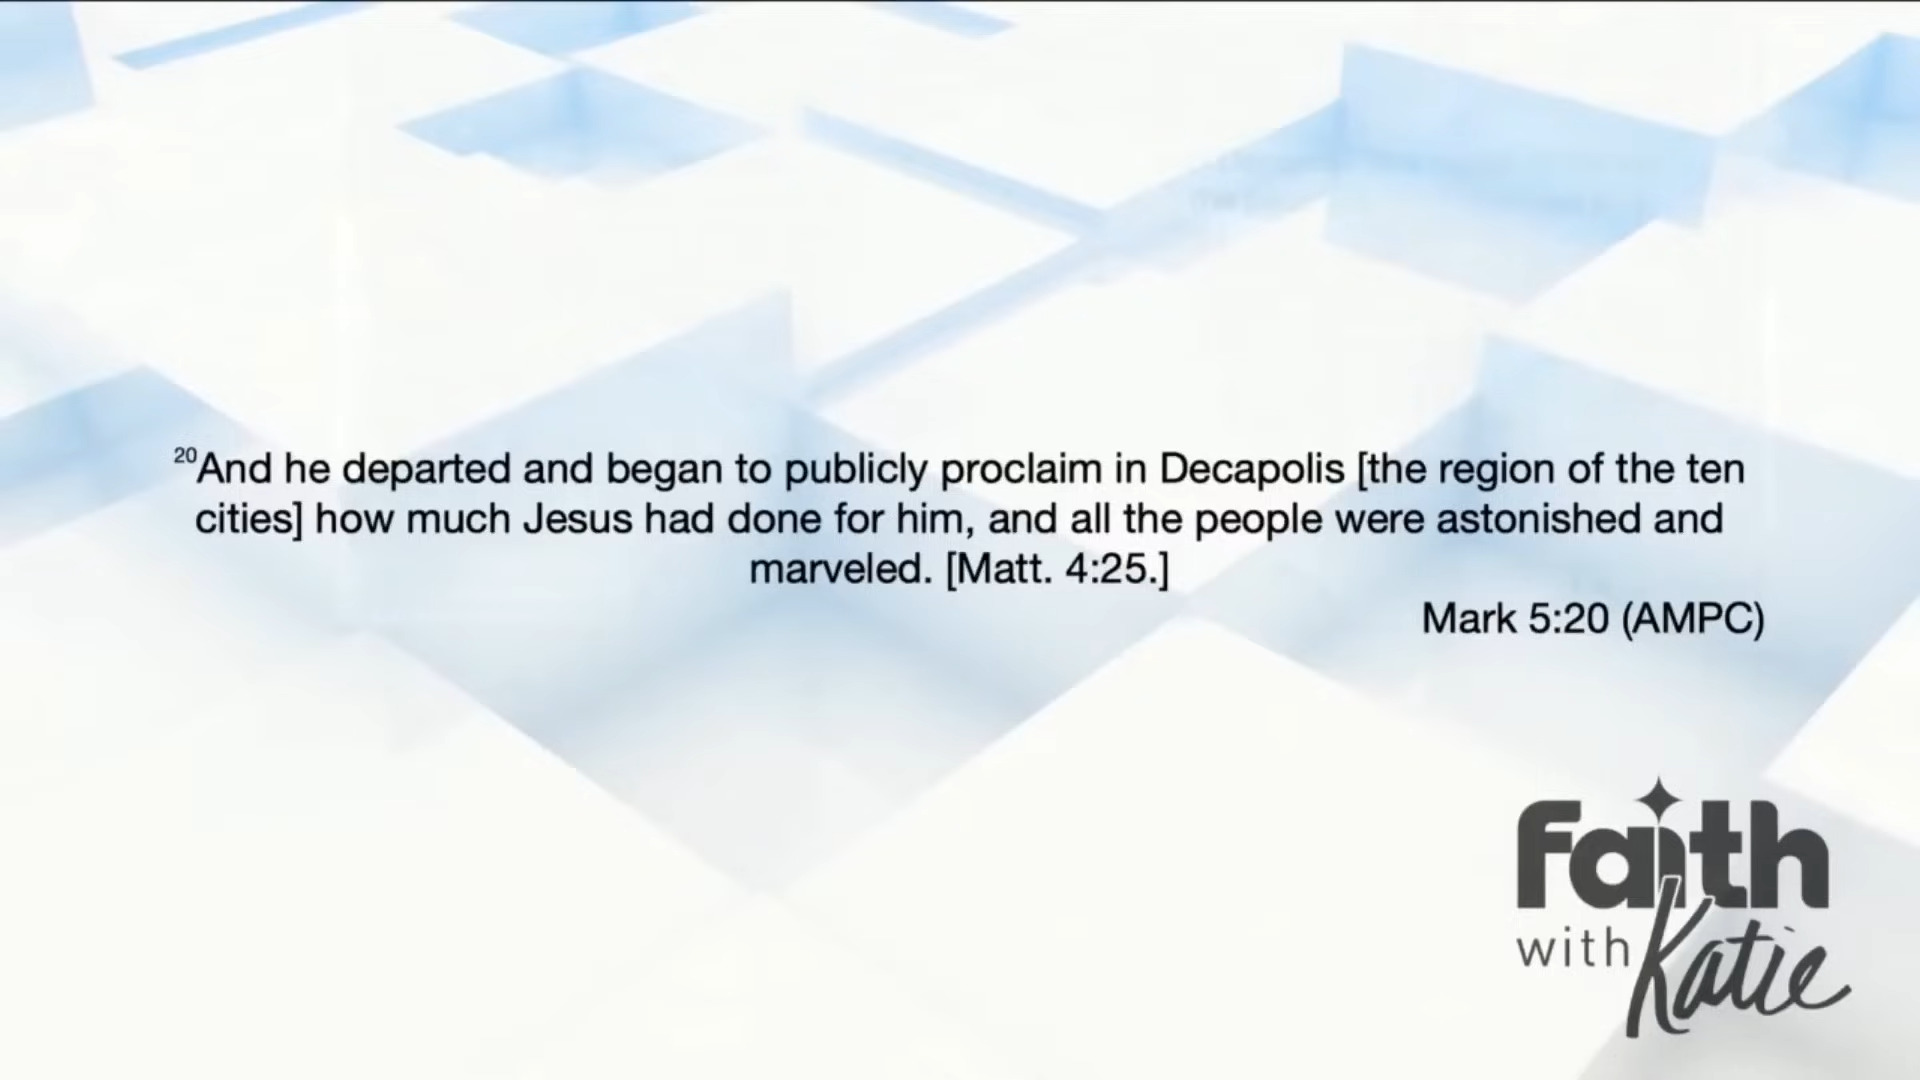 20And he departed and began to publicly proclaim in Decapolis [the region of the ten
cities] how much Jesus had done for him, and all the people were astonished and
marveled. [Matt. 4:25.]
Mark 5:20 (AMPC)
faith
with Katie